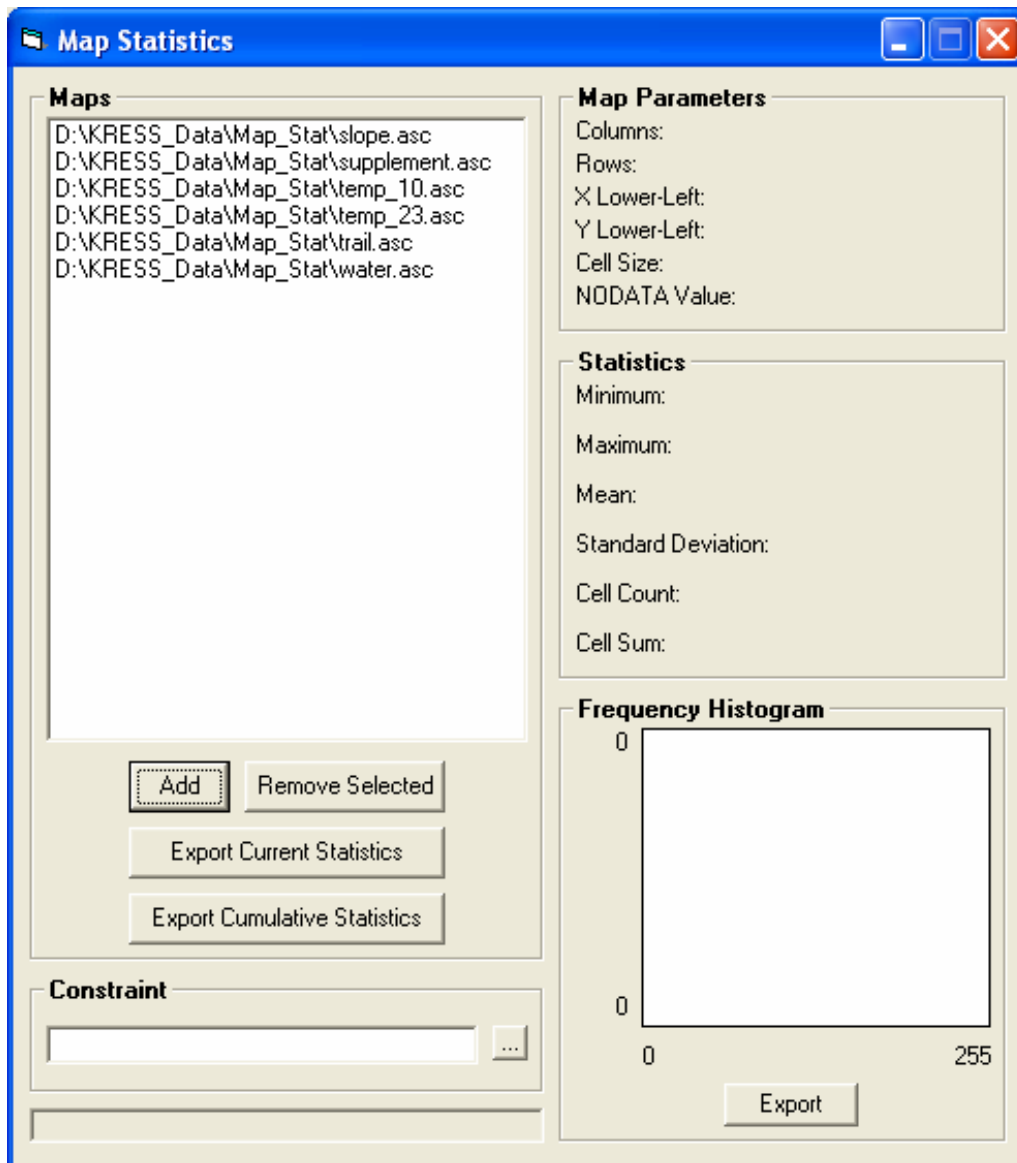 Map Statistics
Maps
D:\KRESS_Data\Map_Stat\slope.asc
D:\KRESS_Data\Map_Stat\supplement.asc
D:\KRESS_Data\Map_Stat\temp_10.asc
D:\KRESS_Data\Map_Stat\temp_23.asc
D:\KRESS_Data\Map_Stat\trail.asc
D:\KRESS_Data\Map_Stat\water.asc
Add
Remove Selected
Export Current Statistics
Export Cumulative Statistics
Constraint
...
Map Parameters
Columns:
Rows:
X Lower-Left:
Y Lower-Left:
Cell Size:
NODATA Value:
Statistics
Minimum:
Maximum:
Mean:
Standard Deviation:
Cell Count:
Cell Sum:
Frequency Histogram
0
0
0 255
Export